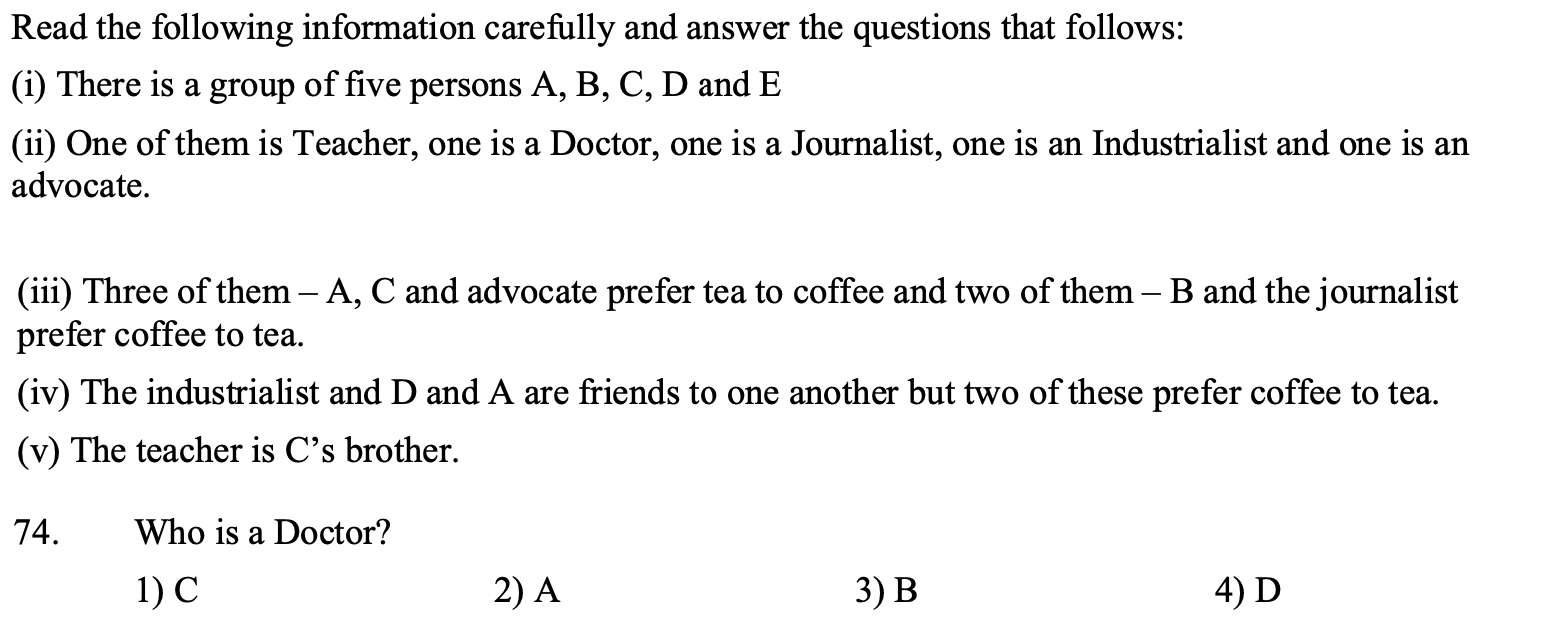 Read the following information carefully and answer the questions that follows:
(i) There is a group of five persons A, B, C, D and E
(ii) One of them is Teacher, one is a Doctor, one is a Journalist, one is an Industrialist and one is an
advocate.
(iii) Three of them – A, C and advocate prefer tea to coffee and two of them – B and the journalist
prefer coffee to tea.
(iv) The industrialist and D and A are friends to one another but two of these prefer coffee to tea.
(v) The teacher is C’s brother.
74. Who is a Doctor?
1) C 2) A 3) B 4) D